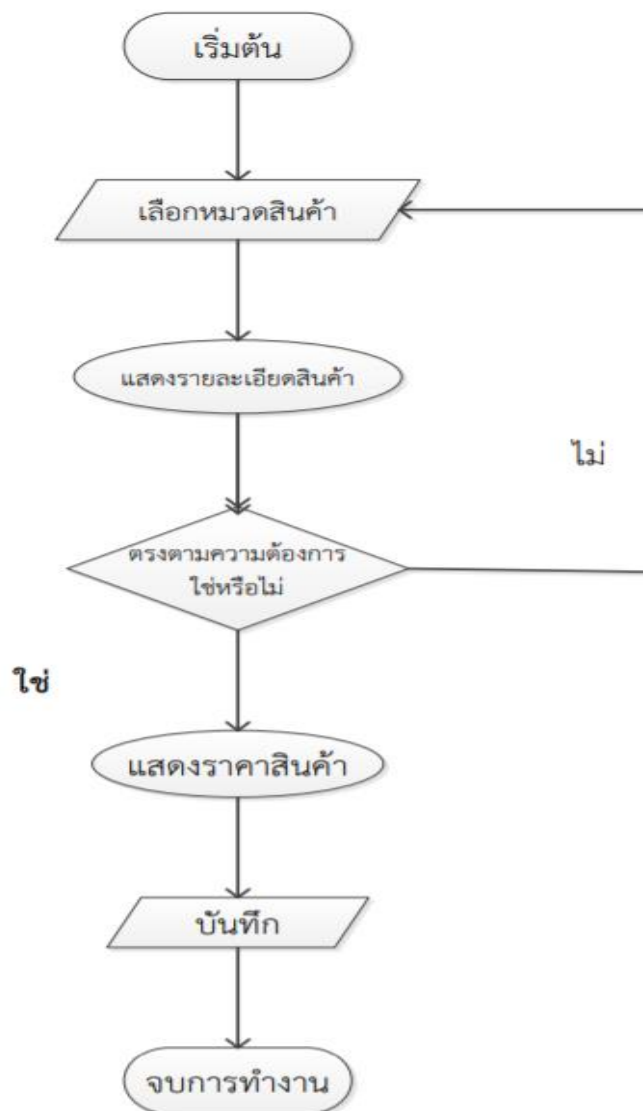 เริ่มต้น
เลือกหมวดสินค้า
แสดงรายละเอียดสินค้า
ไม่
ตรงตามความต้องการ
ใช่หรือไม่
ใช่
แสดงราคาสินค้า
บันทึก
จบการทำงาน